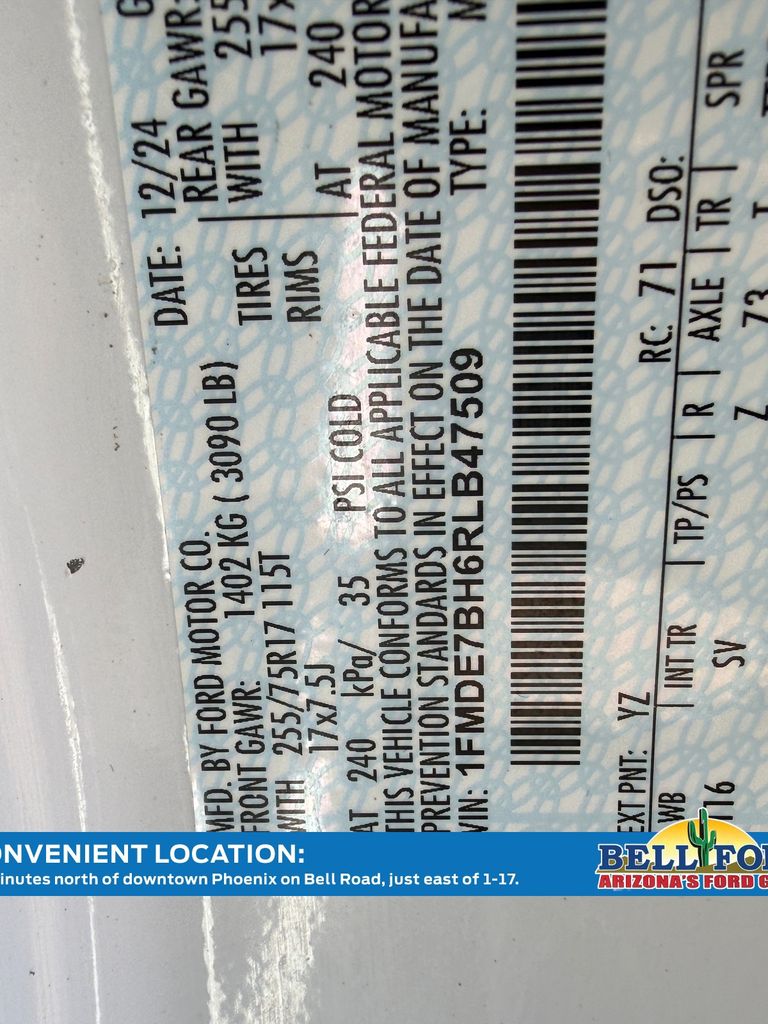 MFD. BY FORD MOTOR CO.
DATE: 12/24
FRONT GAWR: 1402 KG ( 3090 LB)
REAR GAWR:
WITH 255/75R17 115T TIRES
WITH 255
17x7.5J RIMS
17x
AT 240 kPa/ 35 PSI COLD
AT 240
THIS VEHICLE CONFORMS TO ALL APPLICABLE FEDERAL MOTOR
PREVENTION STANDARDS IN EFFECT ON THE DATE OF MANUFA
VIN: 1FMDE7BH6RLB47509
TYPE: M
EXT PNT: YZ RC: 71 DSO:
WB | INT TR | TP/PS | R | AXLE | TR | SPR
116 SV Z 73 T
ONVENIENT LOCATION:
inutes north of downtown Phoenix on Bell Road, just east of 1-17.
BELL FO
ARIZONA'S FORD G